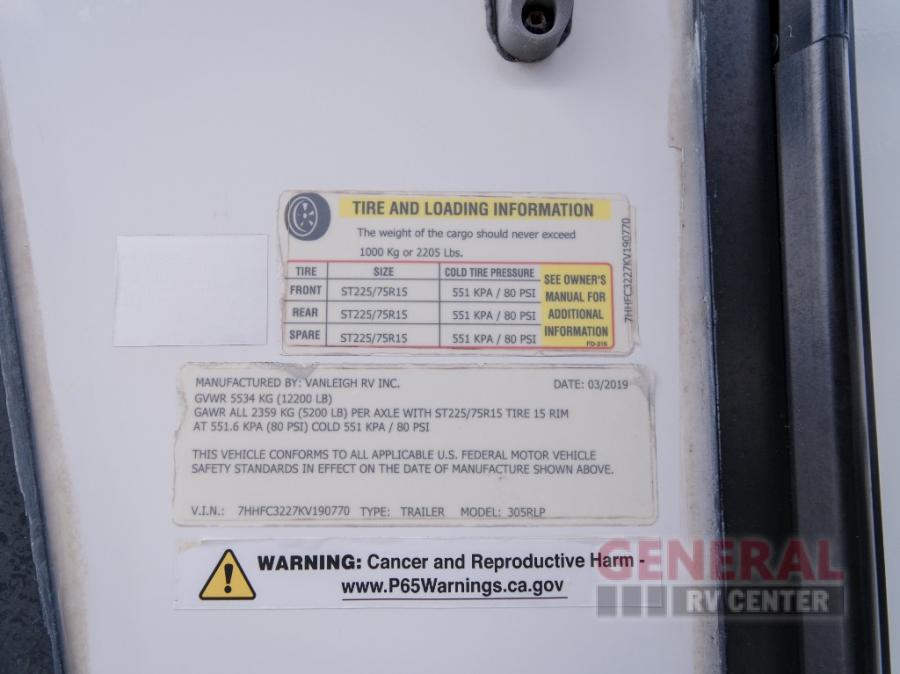 TIRE AND LOADING INFORMATION
The weight of the cargo should never exceed
1000 Kg or 2205 Lbs.
TIRE SIZE COLD TIRE PRESSURE
FRONT ST225/75R15 551 KPA / 80 PSI
REAR ST225/75R15 551 KPA / 80 PSI
SPARE ST225/75R15 551 KPA / 80 PSI
SEE OWNER'S
MANUAL FOR
ADDITIONAL
INFORMATION
FD-316
7HHFC3227KV190770
MANUFACTURED BY: VANLEIGH RV INC. DATE: 03/2019
GVWR 5534 KG (12200 LB)
GAWR ALL 2359 KG (5200 LB) PER AXLE WITH ST225/75R15 TIRE 15 RIM
AT 551.6 KPA (80 PSI) COLD 551 KPA / 80 PSI
THIS VEHICLE CONFORMS TO ALL APPLICABLE U.S. FEDERAL MOTOR VEHICLE
SAFETY STANDARDS IN EFFECT ON THE DATE OF MANUFACTURE SHOWN ABOVE.
V.I.N.: 7HHFC3227KV190770 TYPE: TRAILER MODEL: 305RLP
WARNING: Cancer and Reproductive Harm -
www.P65Warnings.ca.gov
GENERAL
RV CENTER